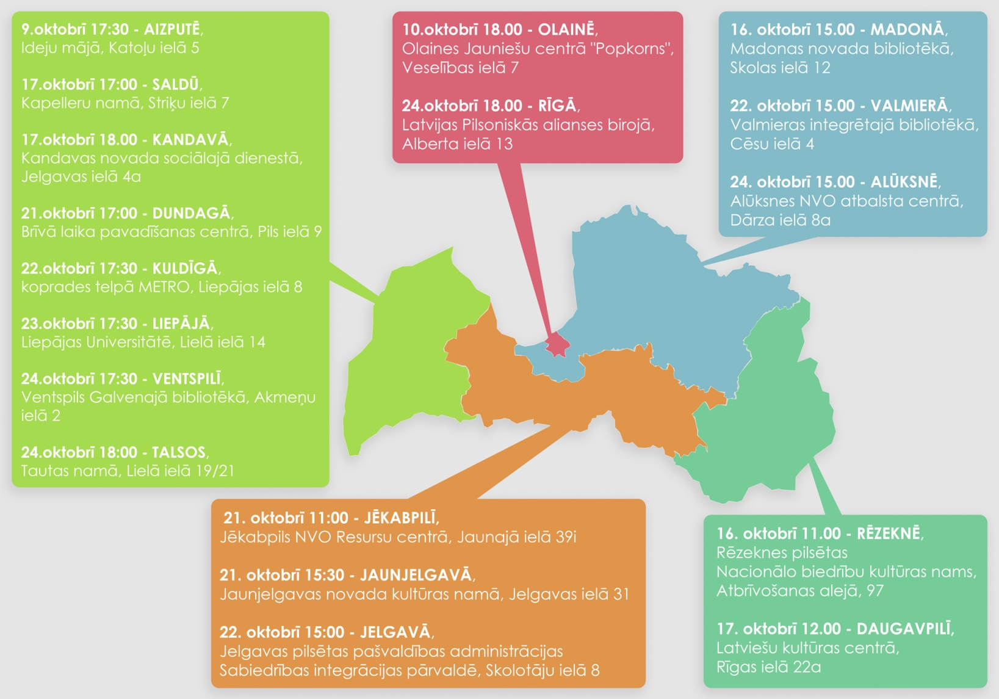 9.oktobrī 17:30 - AIZPUTĒ,
Ideju mājā, Katoļu ielā 5
17.oktobrī 17:00 - SALDŪ,
Kapelleru namā, Striķu ielā 7
17.oktobrī 18.00 - KANDAVĀ,
Kandavas novada sociālajā dienestā,
Jelgavas ielā 4a
21.oktobrī 17:00 - DUNDAGĀ,
Brīvā laika pavadīšanas centrā, Pils ielā 9
22.oktobrī 17:30 - KULDĪGĀ,
koprades telpā METRO, Liepājas ielā 8
23.oktobrī 17:30 - LIEPĀJĀ,
Liepājas Universitātē, Lielā ielā 14
24.oktobrī 17:30 - VENTSPILĪ,
Ventspils Galvenajā bibliotēkā, Akmeņu
ielā 2
24.oktobrī 18:00 - TALSOS,
Tautas namā, Lielā ielā 19/21
10.oktobrī 18.00 - OLAINĒ,
Olaines Jauniešu centrā "Popkorns",
Veselības ielā 7
24.oktobrī 18.00 - RĪGĀ,
Latvijas Pilsoniskās alianses birojā,
Alberta ielā 13
16. oktobrī 15.00 - MADONĀ,
Madonas novada bibliotēkā,
Skolas ielā 12
22. oktobrī 15.00 - VALMIERĀ,
Valmieras integrētajā bibliotēkā,
Cēsu ielā 4
24. oktobrī 15.00 - ALŪKSNĒ,
Alūksnes NVO atbalsta centrā,
Dārza ielā 8a
21. oktobrī 11:00 - JĒKABPILĪ,
Jēkabpils NVO Resursu centrā, Jaunajā ielā 39i
21. oktobrī 15:30 - JAUNJELGAVĀ,
Jaunjelgavas novada kultūras namā, Jelgavas ielā 31
22. oktobrī 15:00 - JELGAVĀ,
Jelgavas pilsētas pašvaldības administrācijas
Sabiedrības integrācijas pārvaldē, Skolotāju ielā 8
16. oktobrī 11.00 - RĒZEKNĒ,
Rēzeknes pilsētas
Nacionālo biedrību kultūras nams,
Atbrīvošanas alejā, 97
17. oktobrī 12.00 - DAUGAVPILĪ,
Latviešu kultūras centrā,
Rīgas ielā 22a